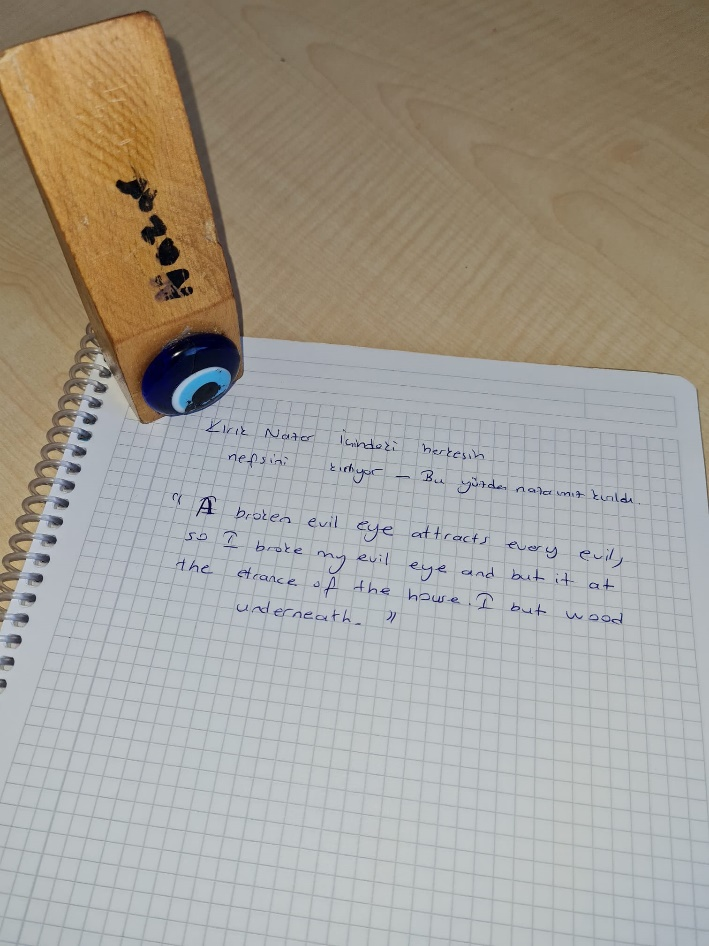 NAZAR
Kırık Nazar İçindeki herkesin
nefsini kırıyor — Bu yüzden nazarımız kırıldı.
" A broken evil eye attracts every evil,
so I broke my evil eye and but it at
the etrance of the house. I but wood
underneath. "